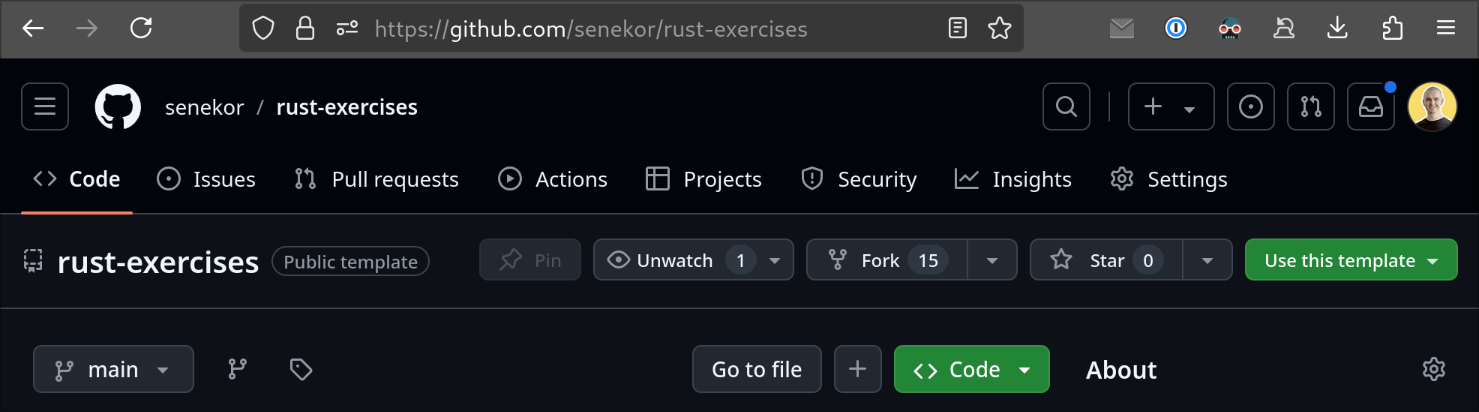 https://github.com/senekor/rust-exercises
senekor / rust-exercises
Code Issues Pull requests Actions Projects Security Insights Settings
rust-exercises Public template Pin Unwatch 1 Fork 15 Star 0 Use this template
main Go to file Code About